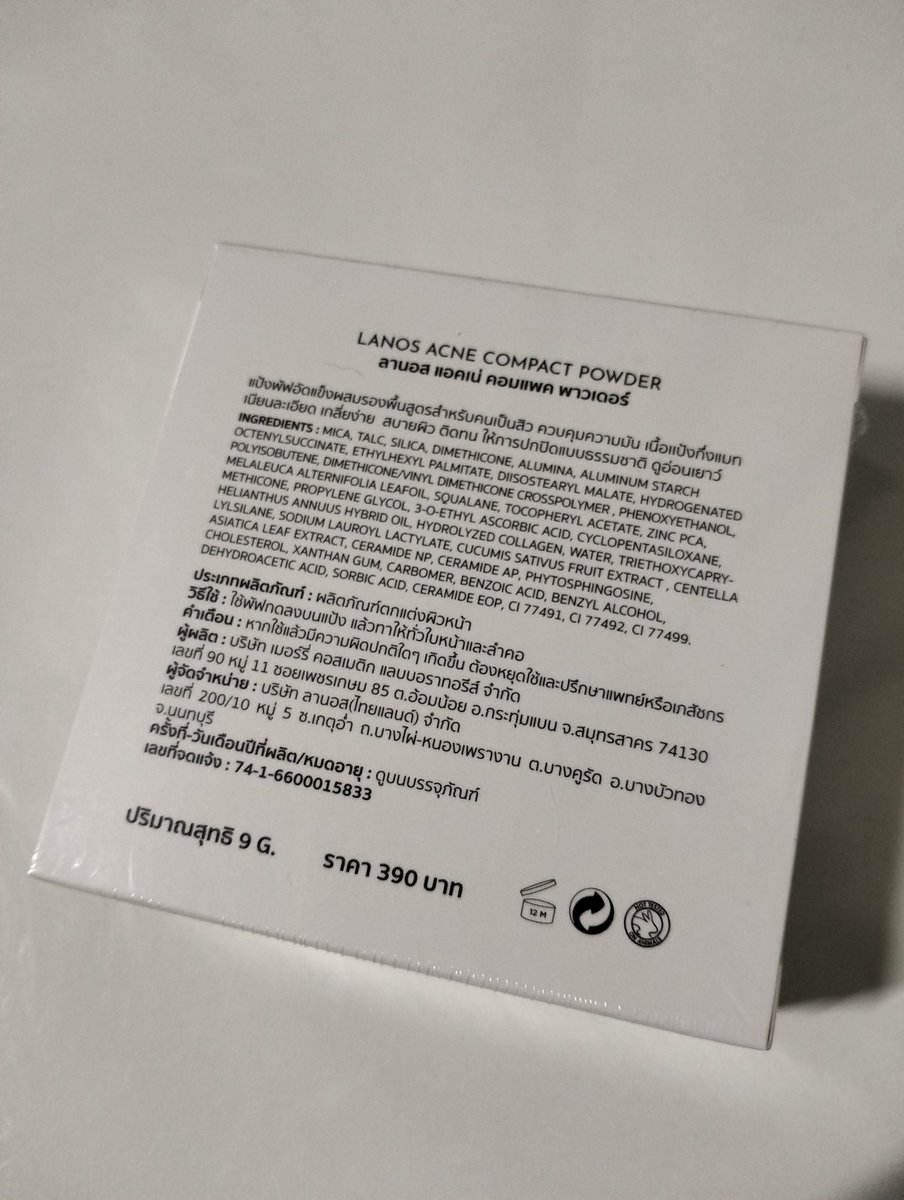 LANOS ACNE COMPACT POWDER
ลานอส แอคเน่ คอมแพค พาวเดอร์
แป้งพัฟอัดแข็งผสมรองพื้นสูตรสำหรับคนเป็นสิว ควบคุมความมัน เนื้อแป้งกึ่งแมท
เนียนละเอียด เกลี่ยง่าย สบายผิว ติดทน ให้การปกปิดแบบธรรมชาติ ดูอ่อนเยาว์
INGREDIENTS : MICA, TALC, SILICA, DIMETHICONE, ALUMINA, ALUMINUM STARCH
OCTENYLSUCCINATE, ETHYLHEXYL PALMITATE, DIISOSTEARYL MALATE, HYDROGENATED
POLYISOBUTENE, DIMETHICONE/VINYL DIMETHICONE CROSSPOLYMER , PHENOXYETHANOL,
MELALEUCA ALTERNIFOLIA LEAFOIL, SQUALANE, TOCOPHERYL ACETATE, ZINC PCA,
METHICONE, PROPYLENE GLYCOL, 3-O-ETHYL ASCORBIC ACID, CYCLOPENTASILOXANE,
HELIANTHUS ANNUUS HYBRID OIL, HYDROLYZED COLLAGEN, WATER, TRIETHOXYCAPRY-
LYLSILANE, SODIUM LAUROYL LACTYLATE, CUCUMIS SATIVUS FRUIT EXTRACT , CENTELLA
ASIATICA LEAF EXTRACT, CERAMIDE NP, CERAMIDE AP, PHYTOSPHINGOSINE,
CHOLESTEROL, XANTHAN GUM, CARBOMER, BENZOIC ACID, BENZYL ALCOHOL,
DEHYDROACETIC ACID, SORBIC ACID, CERAMIDE EOP, CI 77491, CI 77492, CI 77499.
ประเภทผลิตภัณฑ์ : ผลิตภัณฑ์ตกแต่งผิวหน้า
วิธีใช้ : ใช้พัฟกดลงบนแป้ง แล้วทาให้ทั่วใบหน้าและลำคอ
คำเตือน : หากใช้แล้วมีความผิดปกติใดๆ เกิดขึ้น ต้องหยุดใช้และปรึกษาแพทย์หรือเภสัชกร
ผู้ผลิต : บริษัท เมอร์รี่ คอสเมติก แลบบอราทอรีส์ จำกัด
เลขที่ 90 หมู่ 11 ซอยเพชรเกษม 85 ต.อ้อมน้อย อ.กระทุ่มแบน จ.สมุทรสาคร 74130
ผู้จัดจำหน่าย : บริษัท ลานอส(ไทยแลนด์) จำกัด
เลขที่ 200/10 หมู่ 5 ซ.เกตุอ่ำ ถ.บางไผ่-หนองเพรางาย ต.บางคูรัด อ.บางบัวทอง
จ.นนทบุรี
ครั้งที่-วันเดือนปีที่ผลิต/หมดอายุ : ดูบนบรรจุภัณฑ์
เลขที่จดแจ้ง : 74-1-6600015833
ปริมาณสุทธิ 9 G.
ราคา 390 บาท
12 M
NOT TESTED
ON ANIMALS